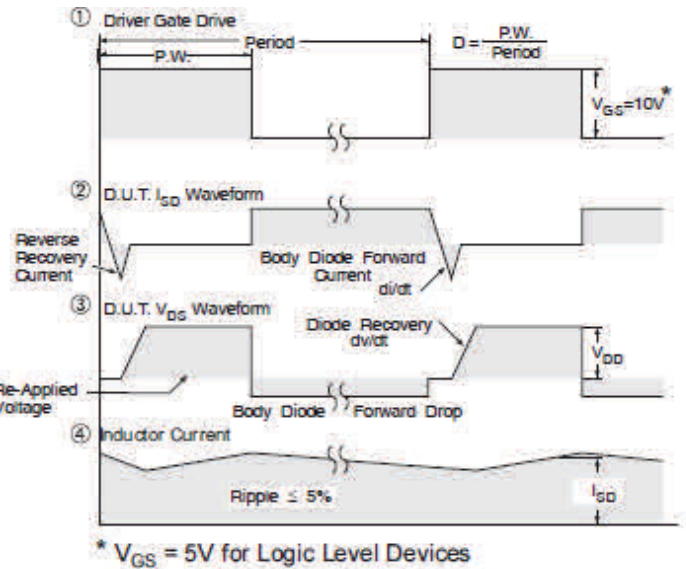 ① Driver Gate Drive
Period
P.W.
D = P.W.
Period
VGS=10V*
② D.U.T. ISD Waveform
Reverse
Recovery
Current
Body Diode Forward
Current
di/dt
③ D.U.T. VDS Waveform
Diode Recovery
dv/dt
VDD
Re-Applied
Voltage
Body Diode Forward Drop
④ Inductor Current
Ripple ≤ 5%
ISD
* VGS = 5V for Logic Level Devices